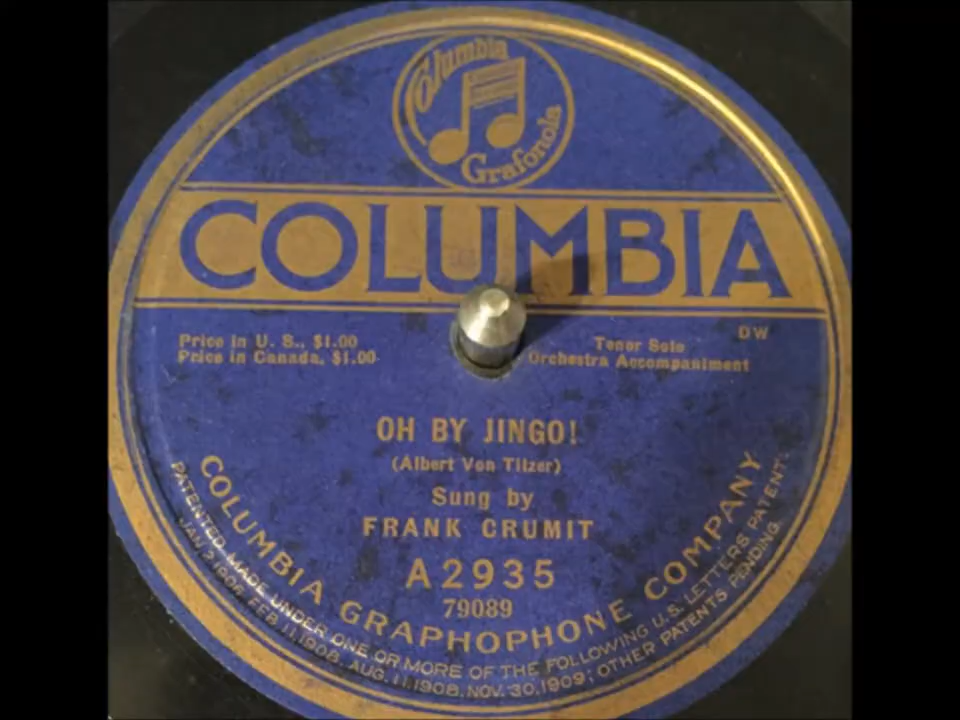 Columbia
Grafonola
COLUMBIA
DW
Price in U. S., $1.00
Price in Canada, $1.00
Tenor Solo
Orchestra Accompaniment
OH BY JINGO!
(Albert Von Tilzer)
Sung by
FRANK CRUMIT
A2935
79089
COLUMBIA GRAPHOPHONE COMPANY
PATENTED, MADE UNDER ONE OR MORE OF THE FOLLOWING U.S. LETTERS PATENT:
JAN. 21.1908, FEB. 11.1908, AUG. 11.1908, NOV. 30.1909; OTHER PATENTS PENDING.